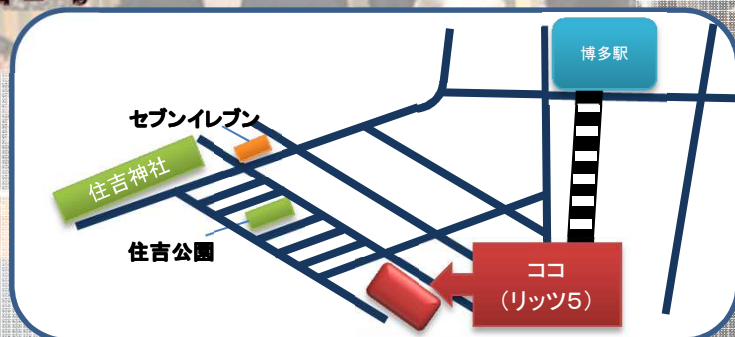 博多駅
セブンイレブン
住吉神社
住吉公園
ココ
（リッツ５）